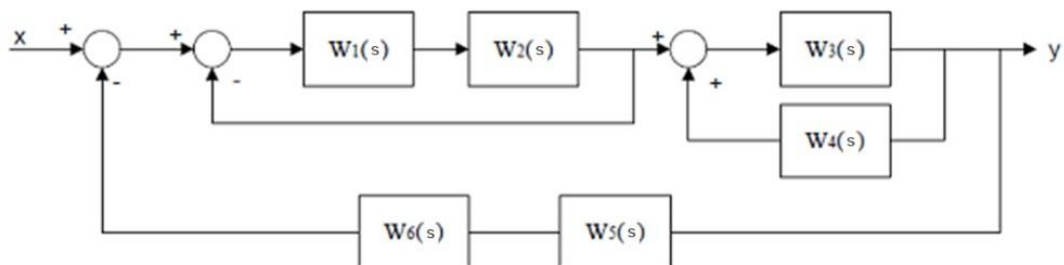 x + + W1(s) W2(s) + W3(s) y
- - +
W4(s)
W6(s) W5(s)